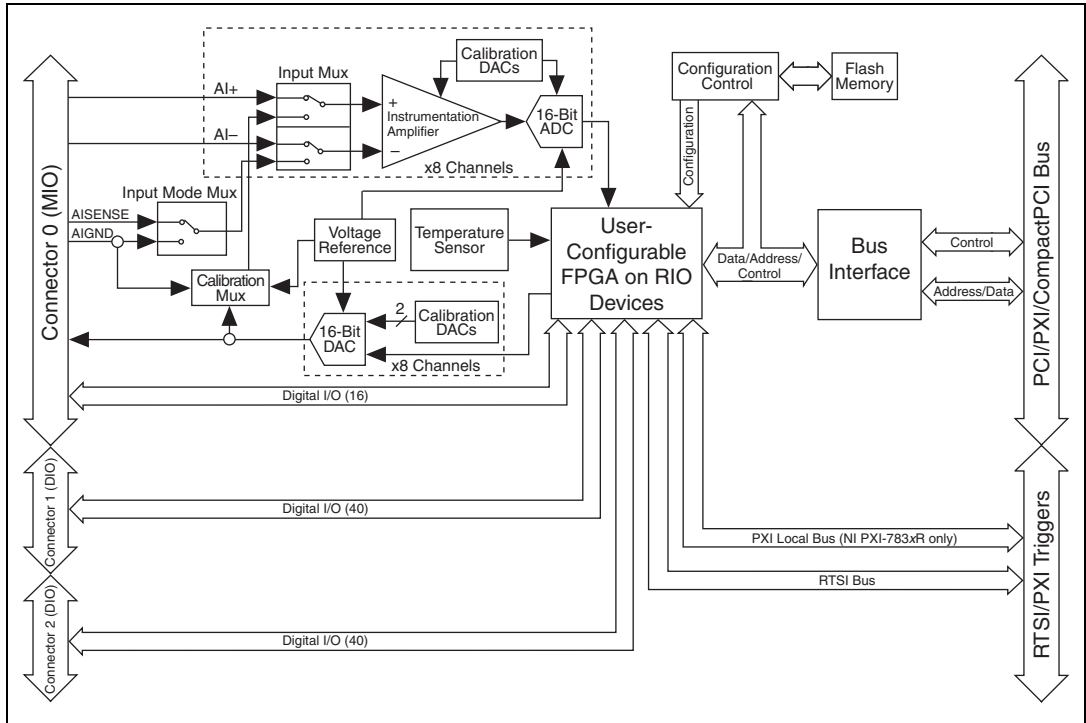 Calibration
DACs
Configuration
Control
Flash
Memory
Input Mux
AI+
+
Instrumentation
Amplifier
16-Bit
ADC
AI–
–
x8 Channels
Configuration
Input Mode Mux
AISENSE
AIGND
Voltage
Reference
Temperature
Sensor
User-
Configurable
FPGA on RIO
Devices
Data/Address/
Control
Bus
Interface
Control
Address/Data
Calibration
Mux
2
Calibration
DACs
16-Bit
DAC
x8 Channels
Connector 0 (MIO)
PCI/PXI/CompactPCI Bus
Digital I/O (16)
Connector 1 (DIO)
Digital I/O (40)
PXI Local Bus (NI PXI-783xR only)
RTSI Bus
RTSI/PXI Triggers
Connector 2 (DIO)
Digital I/O (40)